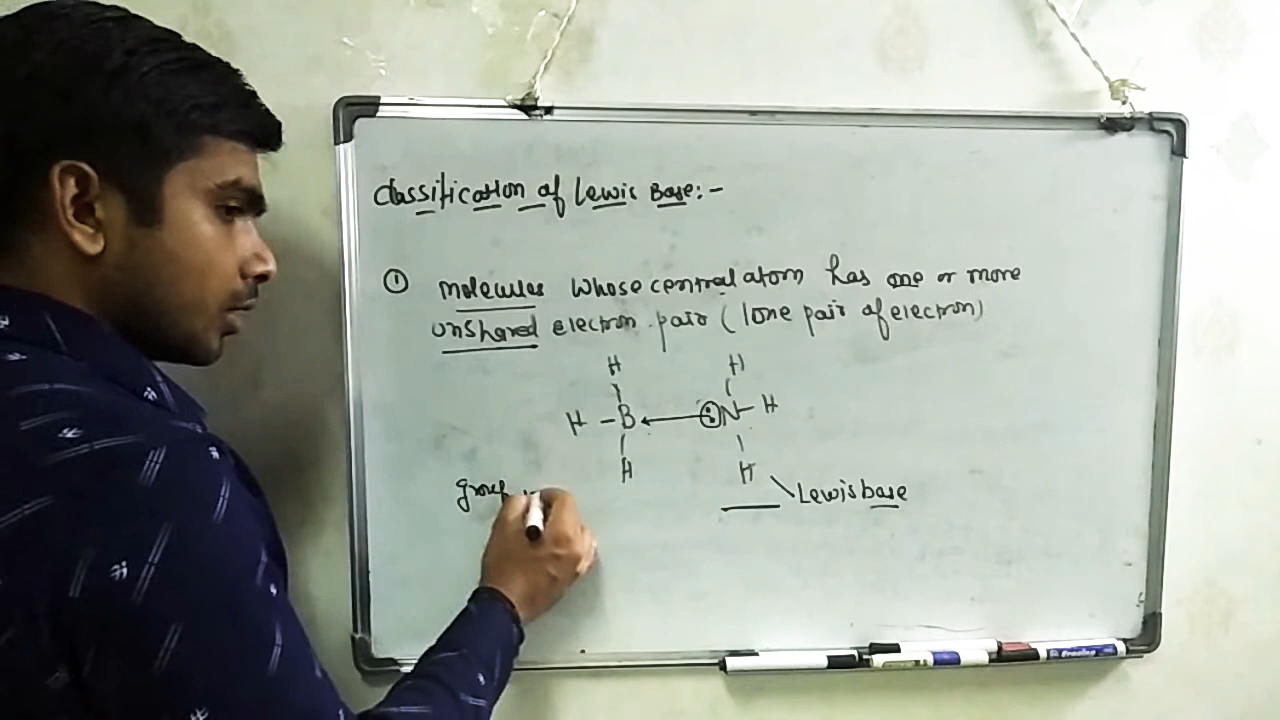 Classification of Lewis Base:-
① molecules whose central atom has one or more
unshared electron pair (lone pair of electron)
H H
H - B ← :N - H
H H
group
Lewis base